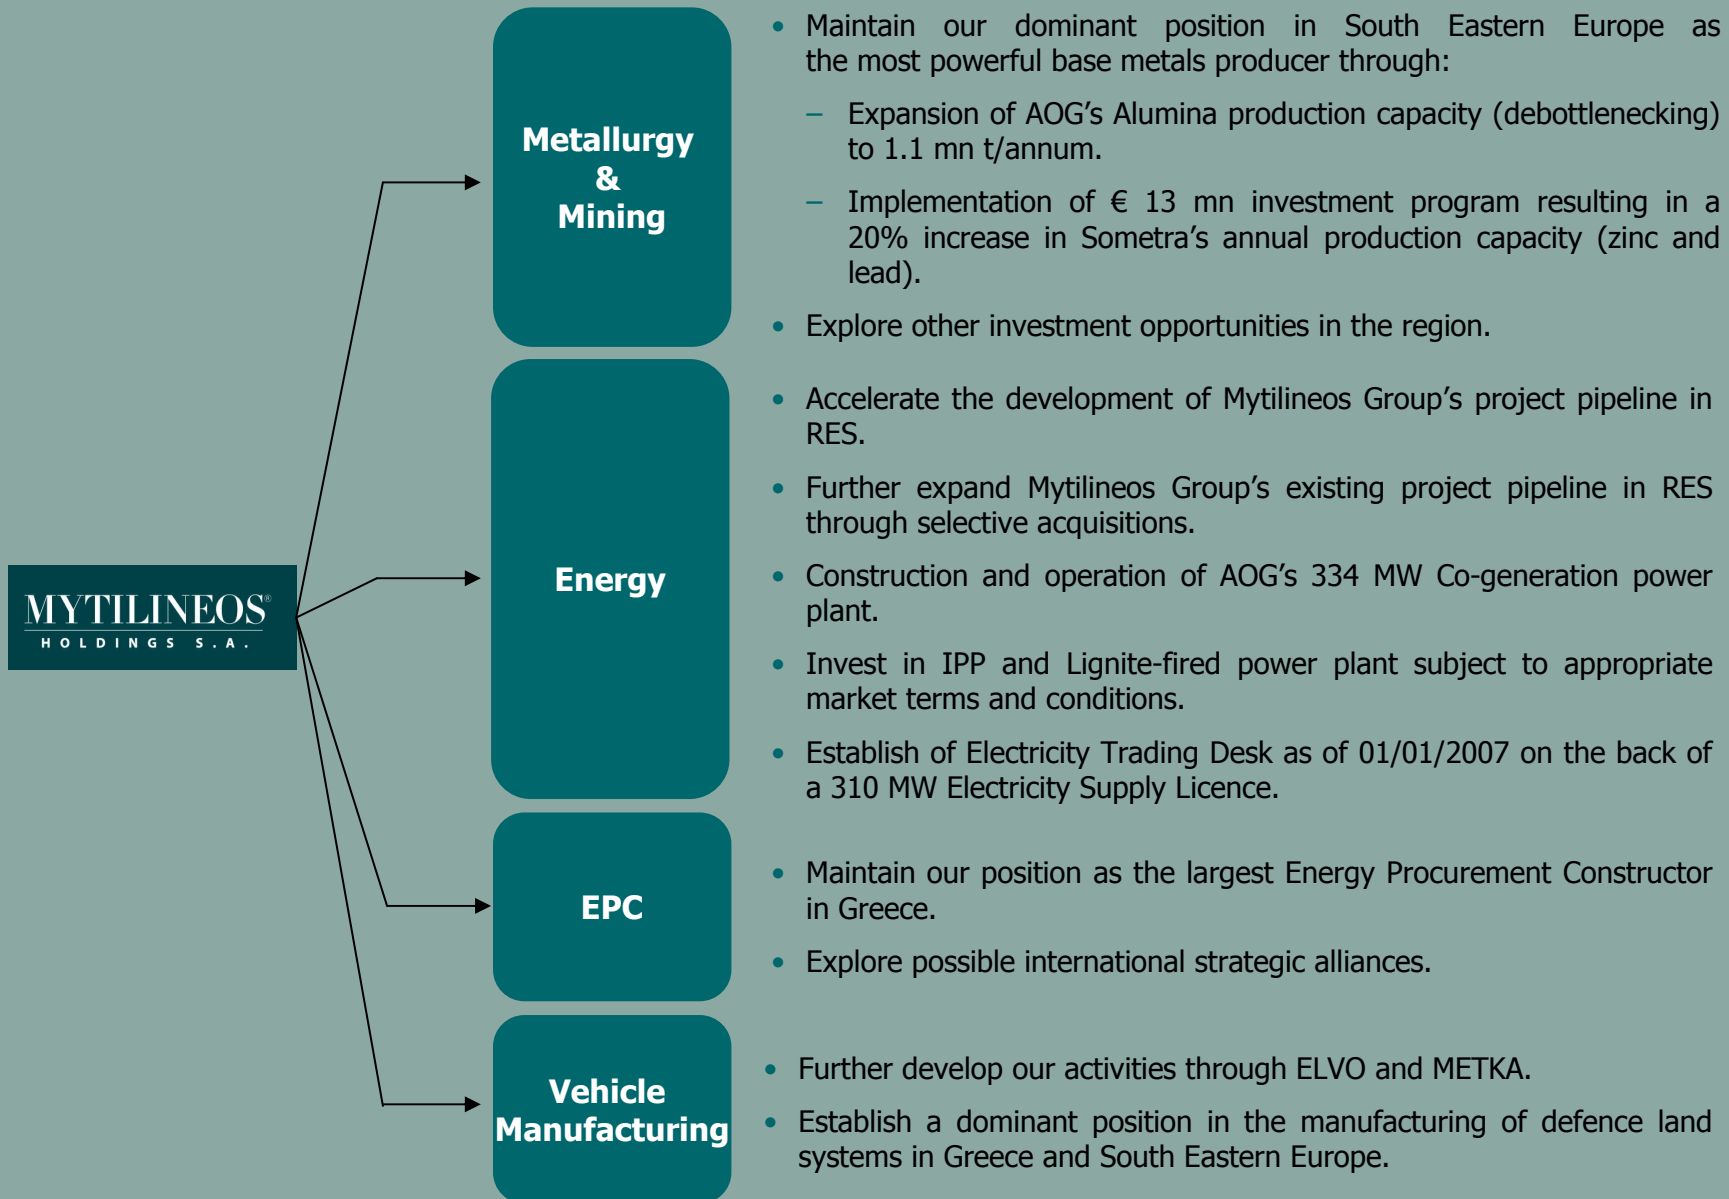 Metallurgy
&
Mining
• Maintain our dominant position in South Eastern Europe as
the most powerful base metals producer through:
– Expansion of AOG’s Alumina production capacity (debottlenecking)
to 1.1 mn t/annum.
– Implementation of € 13 mn investment program resulting in a
20% increase in Sometra’s annual production capacity (zinc and
lead).
• Explore other investment opportunities in the region.
MYTILINEOS®
HOLDINGS S.A.
Energy
• Accelerate the development of Mytilineos Group’s project pipeline in
RES.
• Further expand Mytilineos Group’s existing project pipeline in RES
through selective acquisitions.
• Construction and operation of AOG’s 334 MW Co-generation power
plant.
• Invest in IPP and Lignite-fired power plant subject to appropriate
market terms and conditions.
• Establish of Electricity Trading Desk as of 01/01/2007 on the back of
a 310 MW Electricity Supply Licence.
EPC
• Maintain our position as the largest Energy Procurement Constructor
in Greece.
• Explore possible international strategic alliances.
Vehicle
Manufacturing
• Further develop our activities through ELVO and METKA.
• Establish a dominant position in the manufacturing of defence land
systems in Greece and South Eastern Europe.